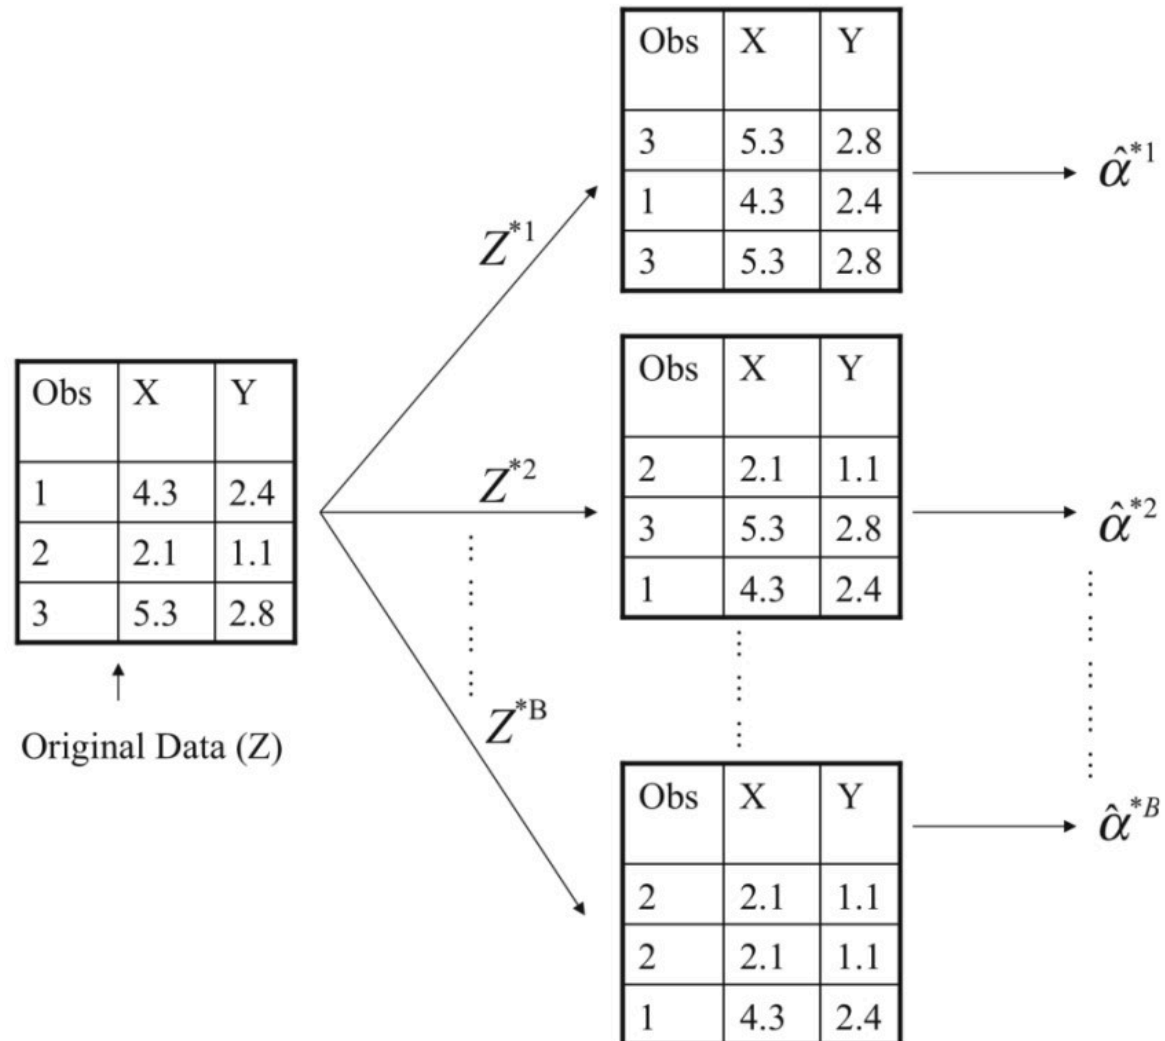 Obs X Y
1 4.3 2.4
2 2.1 1.1
3 5.3 2.8
Original Data (Z)
Z*1
Z*2
Z*B
Obs X Y
3 5.3 2.8
1 4.3 2.4
3 5.3 2.8
α̂*1
Obs X Y
2 2.1 1.1
3 5.3 2.8
1 4.3 2.4
α̂*2
Obs X Y
2 2.1 1.1
2 2.1 1.1
1 4.3 2.4
α̂*B